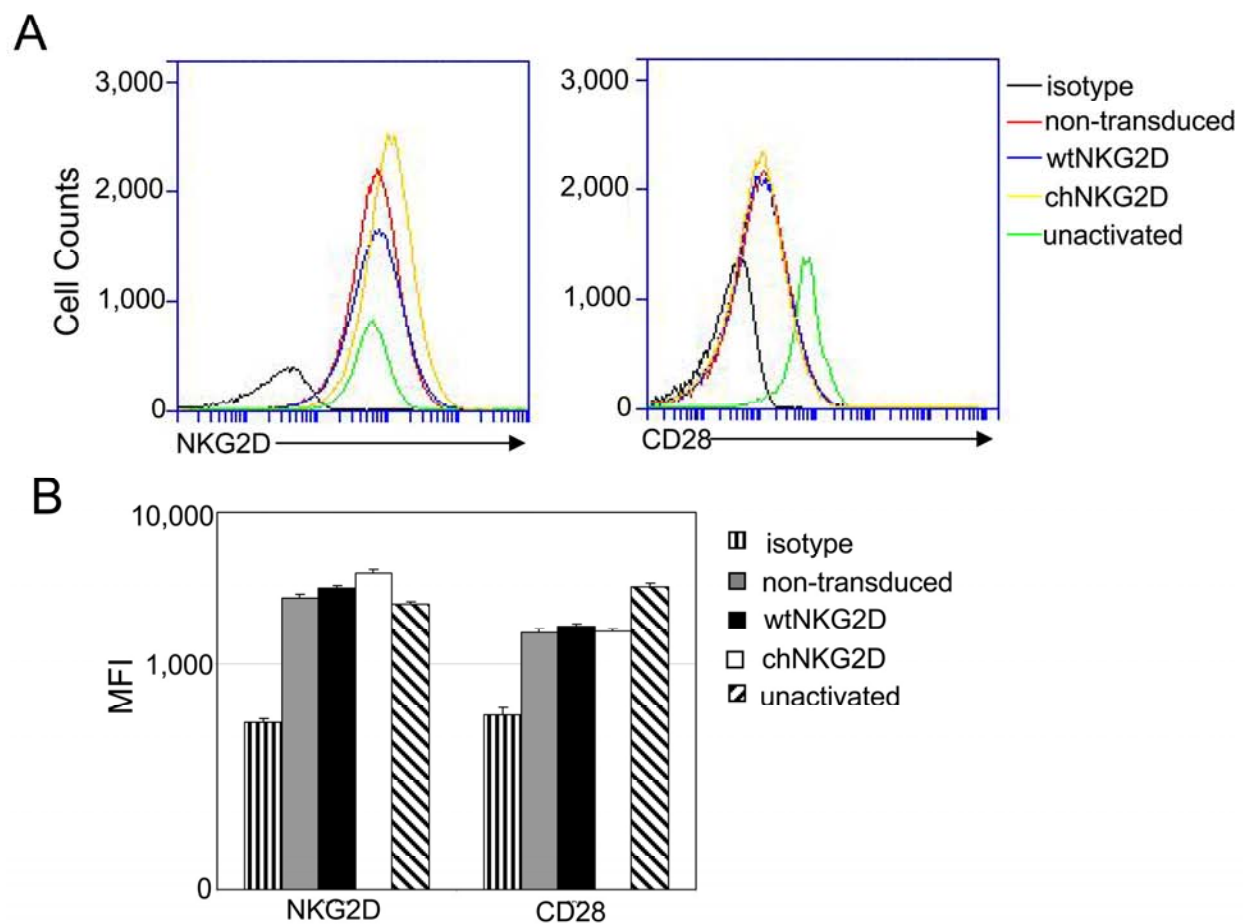 A
3,000
2,000
1,000
0
Cell Counts
NKG2D
3,000
2,000
1,000
0
CD28
isotype
non-transduced
wtNKG2D
chNKG2D
unactivated
B
10,000
1,000
0
MFI
NKG2D
CD28
isotype
non-transduced
wtNKG2D
chNKG2D
unactivated